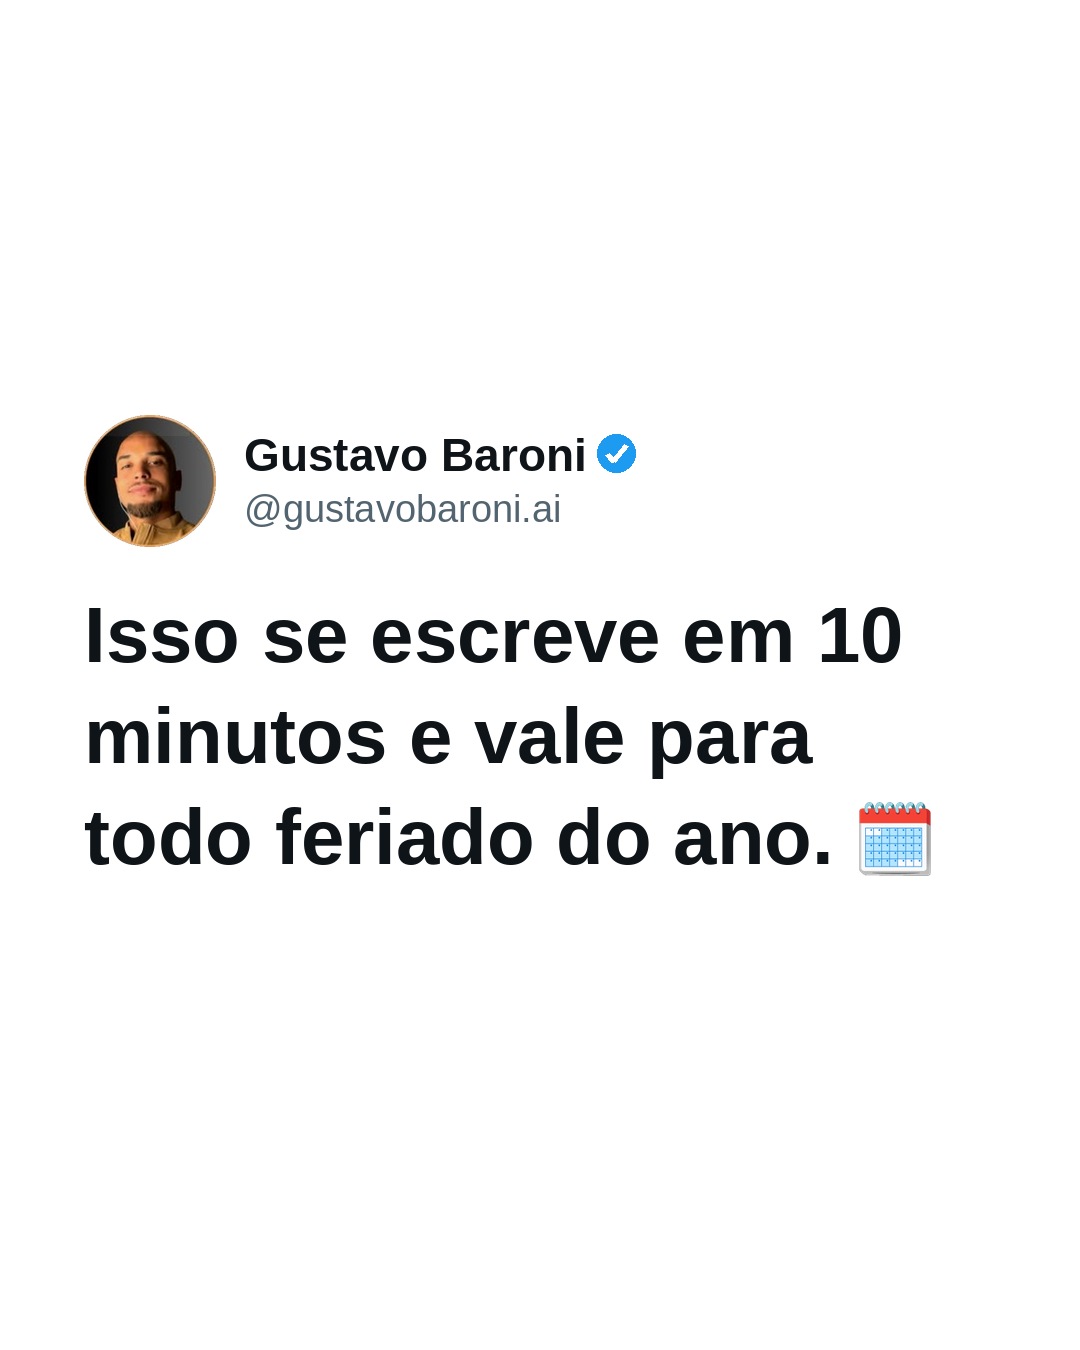 Gustavo Baroni
@gustavobaroni.ai
Isso se escreve em 10
minutos e vale para
todo feriado do ano. 🗓️